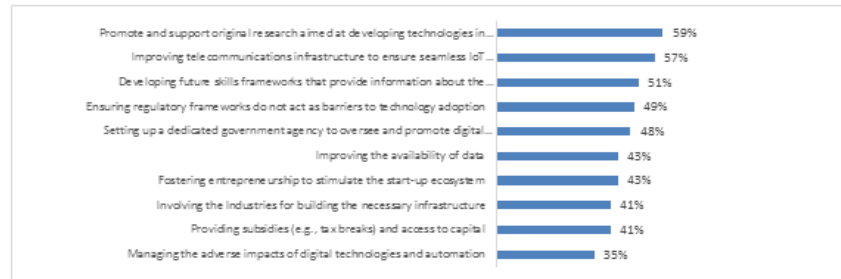 Promote and support original research aimed at developing technologies in... 59%
Improving telecommunications infrastructure to ensure seamless IoT... 57%
Developing future skills frameworks that provide information about the... 51%
Ensuring regulatory frameworks do not act as barriers to technology adoption 49%
Setting up a dedicated government agency to oversee and promote digital... 48%
Improving the availability of data 43%
Fostering entrepreneurship to stimulate the start-up ecosystem 43%
Involving the Industries for building the necessary infrastructure 41%
Providing subsidies (e.g., tax breaks) and access to capital 41%
Managing the adverse impacts of digital technologies and automation 35%